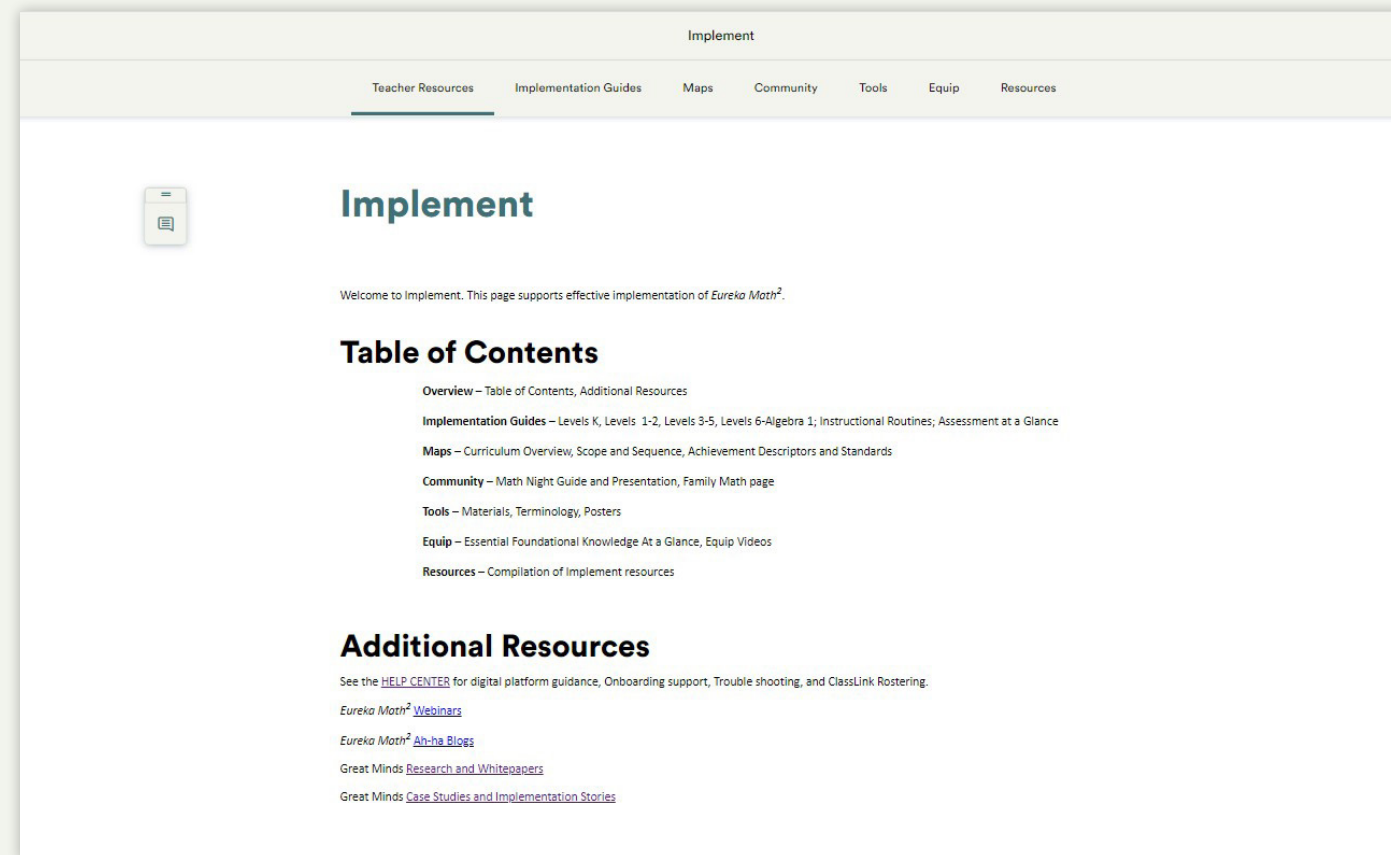 Implement
Teacher Resources Implementation Guides Maps Community Tools Equip Resources
Implement
Welcome to Implement. This page supports effective implementation of Eureka Math².
Table of Contents
Overview – Table of Contents, Additional Resources
Implementation Guides – Levels K, Levels 1-2, Levels 3-5, Levels 6-Algebra 1; Instructional Routines; Assessment at a Glance
Maps – Curriculum Overview, Scope and Sequence, Achievement Descriptors and Standards
Community – Math Night Guide and Presentation, Family Math page
Tools – Materials, Terminology, Posters
Equip – Essential Foundational Knowledge At a Glance, Equip Videos
Resources – Compilation of Implement resources
Additional Resources
See the HELP CENTER for digital platform guidance, Onboarding support, Trouble shooting, and ClassLink Rostering.
Eureka Math² Webinars
Eureka Math² Ah-ha Blogs
Great Minds Research and Whitepapers
Great Minds Case Studies and Implementation Stories